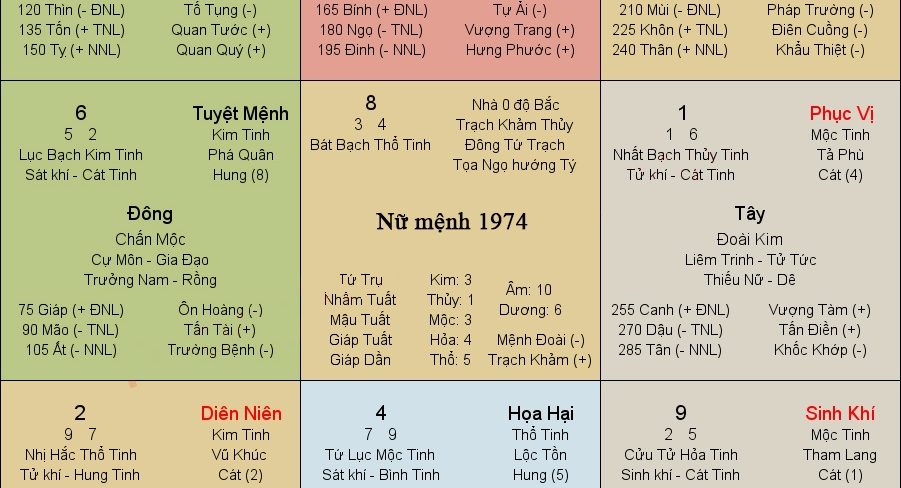 120 Thìn (+ ĐNL) Tố Tụng (-)
135 Tốn (+ TNL) Quan Tước (+)
150 Tỵ (+ NNL) Quan Quý (+)
165 Bính (+ ĐNL) Tự Ải (-)
180 Ngọ (- TNL) Vượng Trang (+)
195 Đinh (- NNL) Hưng Phước (+)
210 Mùi (- ĐNL) Pháp Trường (-)
225 Khôn (+ TNL) Điên Cuồng (-)
240 Thân (+ NNL) Khẩu Thiệt (-)
6 Tuyệt Mệnh
5 2 Kim Tinh
Lục Bạch Kim Tinh Phá Quân
Sát khí - Cát Tinh Hung (8)
Đông
Chấn Mộc
Cự Môn - Gia Đạo
Trưởng Nam - Rồng
75 Giáp (+ ĐNL) Ôn Hoàng (-)
90 Mão (- TNL) Tấn Tài (+)
105 Ất (- NNL) Trường Bệnh (-)
8 Nhà 0 độ Bắc
3 4 Trạch Khảm Thủy
Bát Bạch Thổ Tinh Đông Tứ Trạch
Tọa Ngọ hướng Tý
Nữ mệnh 1974
Tứ Trụ Kim: 3
Nhâm Tuất Thủy: 1 Âm: 10
Mậu Tuất Mộc: 3 Dương: 6
Giáp Tuất Hỏa: 4 Mệnh Đoài (-)
Giáp Dần Thổ: 5 Trạch Khảm (+)
1 Phục Vị
1 6 Mộc Tinh
Nhất Bạch Thủy Tinh Tả Phù
Tử khí - Cát Tinh Cát (4)
Tây
Đoài Kim
Liêm Trinh - Tử Tức
Thiếu Nữ - Dê
255 Canh (+ ĐNL) Vượng Tàm (+)
270 Dậu (- TNL) Tấn Điền (+)
285 Tân (- NNL) Khốc Khớp (-)
2 Diên Niên
9 7 Kim Tinh
Nhị Hắc Thổ Tinh Vũ Khúc
Tử khí - Hung Tinh Cát (2)
4 Họa Hại
7 9 Thổ Tinh
Tứ Lục Mộc Tinh Lộc Tồn
Sát khí - Bình Tinh Hung (5)
9 Sinh Khí
2 5 Mộc Tinh
Cửu Tử Hỏa Tinh Tham Lang
Sinh khí - Cát Tinh Cát (1)